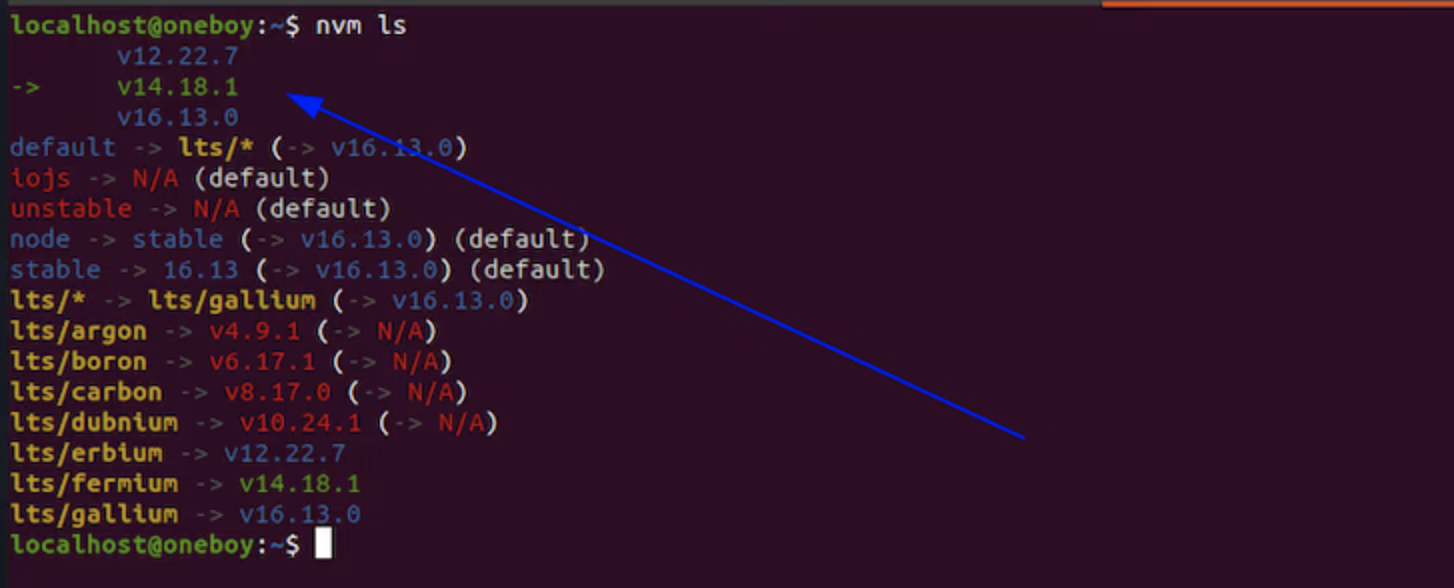 localhost@oneboy:~$ nvm ls
       v12.22.7
->     v14.18.1
       v16.13.0
default -> lts/* (-> v16.13.0)
iojs -> N/A (default)
unstable -> N/A (default)
node -> stable (-> v16.13.0) (default)
stable -> 16.13 (-> v16.13.0) (default)
lts/* -> lts/gallium (-> v16.13.0)
lts/argon -> v4.9.1 (-> N/A)
lts/boron -> v6.17.1 (-> N/A)
lts/carbon -> v8.17.0 (-> N/A)
lts/dubnium -> v10.24.1 (-> N/A)
lts/erbium -> v12.22.7
lts/fermium -> v14.18.1
lts/gallium -> v16.13.0
localhost@oneboy:~$